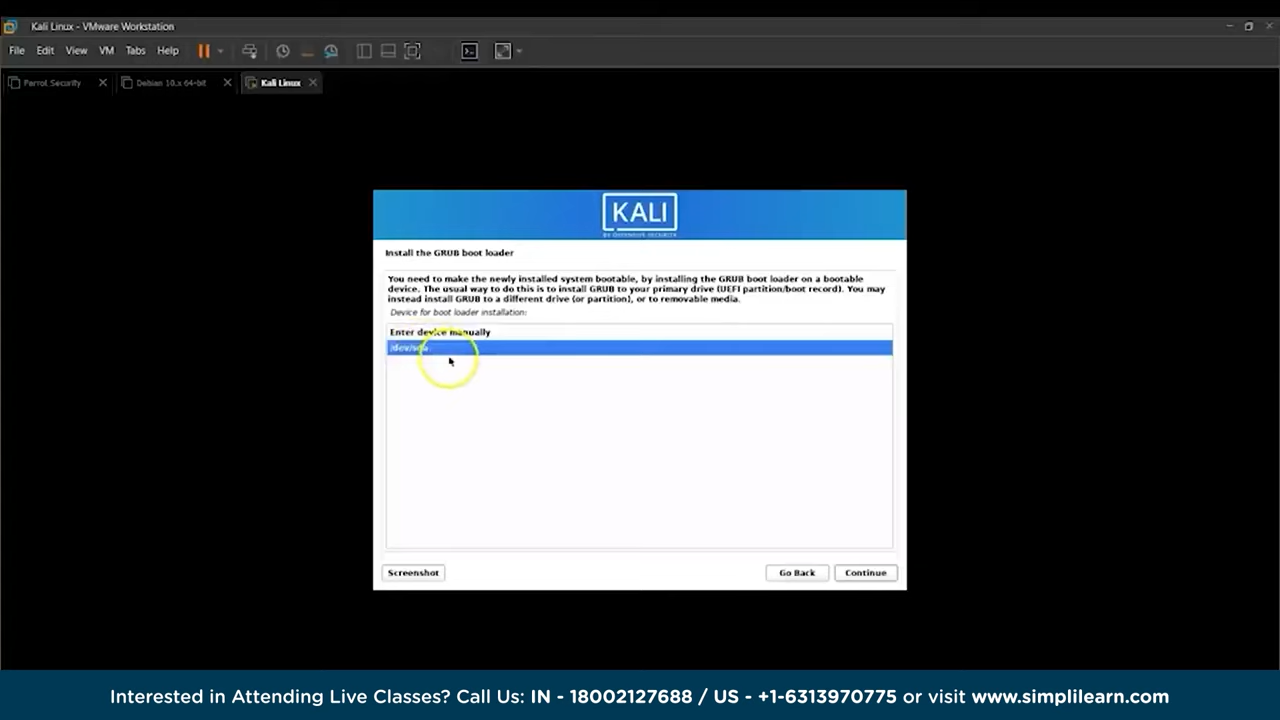 Kali Linux - VMware Workstation
File Edit View VM Tabs Help
Parrot Security Debian 10.x 64-bit Kali Linux
KALI
BY OFFENSIVE SECURITY
Install the GRUB boot loader
You need to make the newly installed system bootable, by installing the GRUB boot loader on a bootable
device. The usual way to do this is to install GRUB to your primary drive (UEFI partition/boot record). You may
instead install GRUB to a different drive (or partition), or to removable media.
Device for boot loader installation:
Enter device manually
/dev/sda
Screenshot Go Back Continue
Interested in Attending Live Classes? Call Us: IN - 18002127688 / US - +1-6313970775 or visit www.simplilearn.com